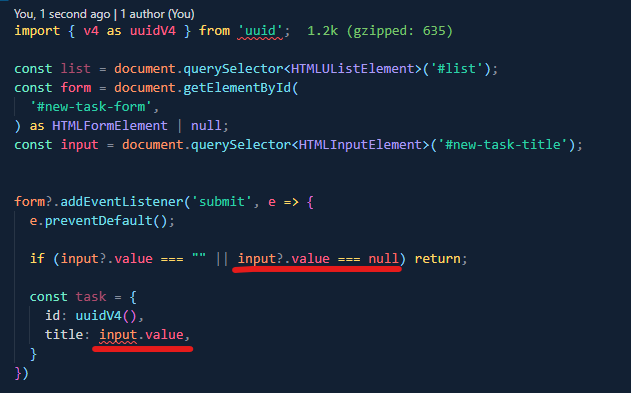 You, 1 second ago | 1 author (You)
import { v4 as uuidV4 } from 'uuid';  1.2k (gzipped: 635)
const list = document.querySelector<HTMLUListElement>('#list');
const form = document.getElementById(
  '#new-task-form',
) as HTMLFormElement | null;
const input = document.querySelector<HTMLInputElement>('#new-task-title');
form?.addEventListener('submit', e => {
  e.preventDefault();
  if (input?.value === "" || input?.value === null) return;
  const task = {
    id: uuidV4(),
    title: input.value,
  }
})